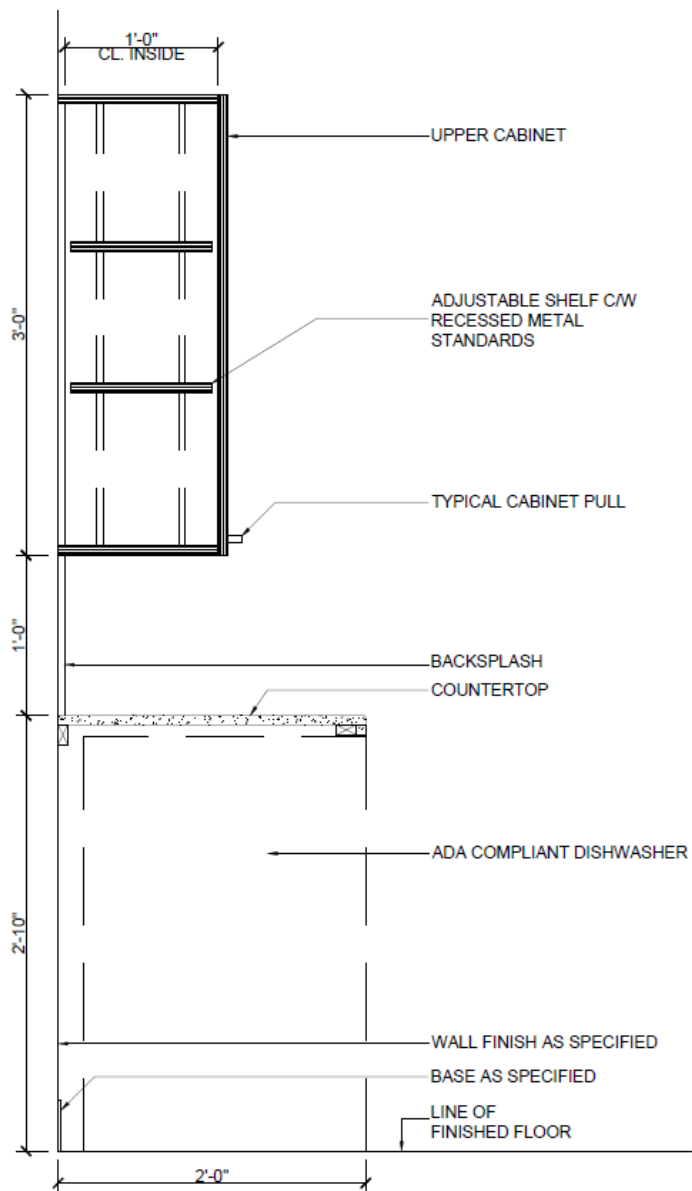 1'-0"
CL. INSIDE
UPPER CABINET
ADJUSTABLE SHELF C/W
RECESSED METAL
STANDARDS
3'-0"
TYPICAL CABINET PULL
1'-0"
BACKSPLASH
COUNTERTOP
ADA COMPLIANT DISHWASHER
2'-10"
WALL FINISH AS SPECIFIED
BASE AS SPECIFIED
LINE OF
FINISHED FLOOR
2'-0"